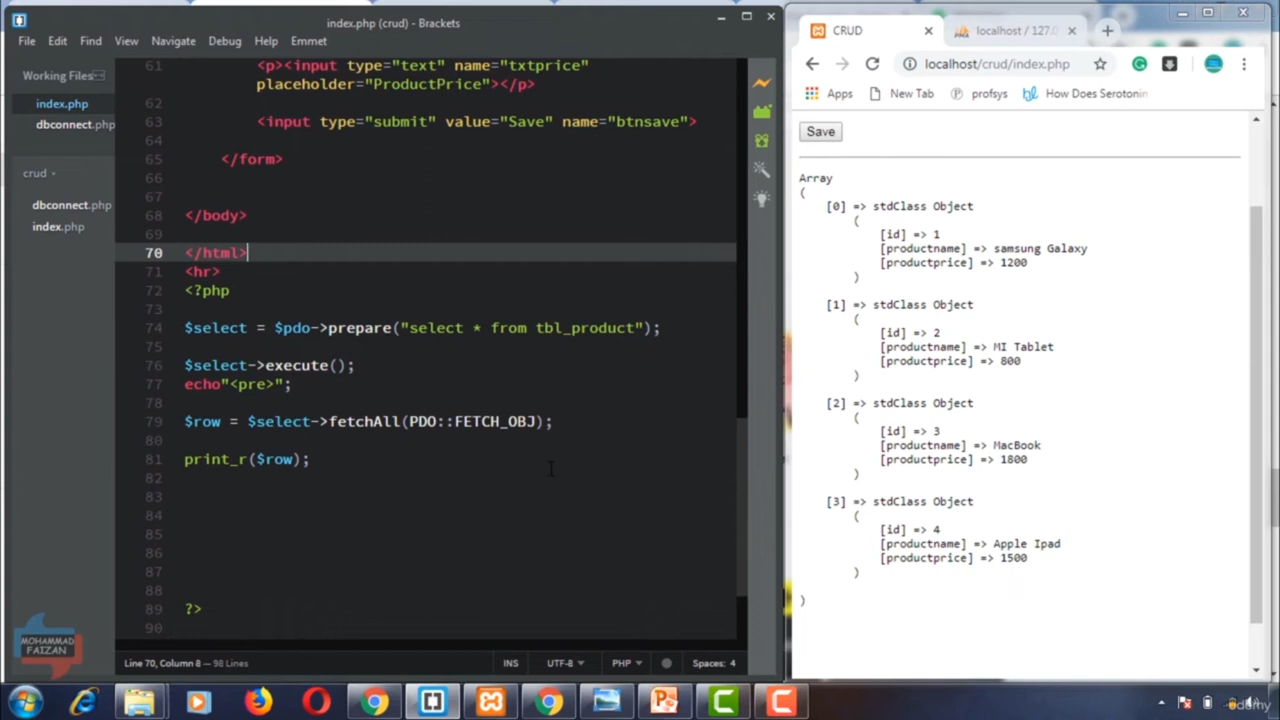 index.php (crud) - Brackets
File Edit Find View Navigate Debug Help Emmet
Working Files
index.php
dbconnect.php
crud
dbconnect.php
index.php
61 <p><input type="text" name="txtprice"
placeholder="ProductPrice"></p>
62
63 <input type="submit" value="Save" name="btnsave">
64
65 </form>
66
67
68 </body>
69
70 </html>
71 <hr>
72 <?php
73
74 $select = $pdo->prepare("select * from tbl_product");
75
76 $select->execute();
77 echo"<pre>";
78
79 $row = $select->fetchAll(PDO::FETCH_OBJ);
80
81 print_r($row);
82
83
84
85
86
87
88
89 ?>
90
MOHAMMAD
FAIZAN
Line 70, Column 8 — 98 Lines
INS UTF-8 PHP Spaces: 4
CRUD
localhost / 127.0
localhost/crud/index.php
Apps New Tab profsys How Does Serotonin
Save
Array
(
[0] => stdClass Object
(
[id] => 1
[productname] => samsung Galaxy
[productprice] => 1200
)
[1] => stdClass Object
(
[id] => 2
[productname] => MI Tablet
[productprice] => 800
)
[2] => stdClass Object
(
[id] => 3
[productname] => MacBook
[productprice] => 1800
)
[3] => stdClass Object
(
[id] => 4
[productname] => Apple Ipad
[productprice] => 1500
)
)
Udemy